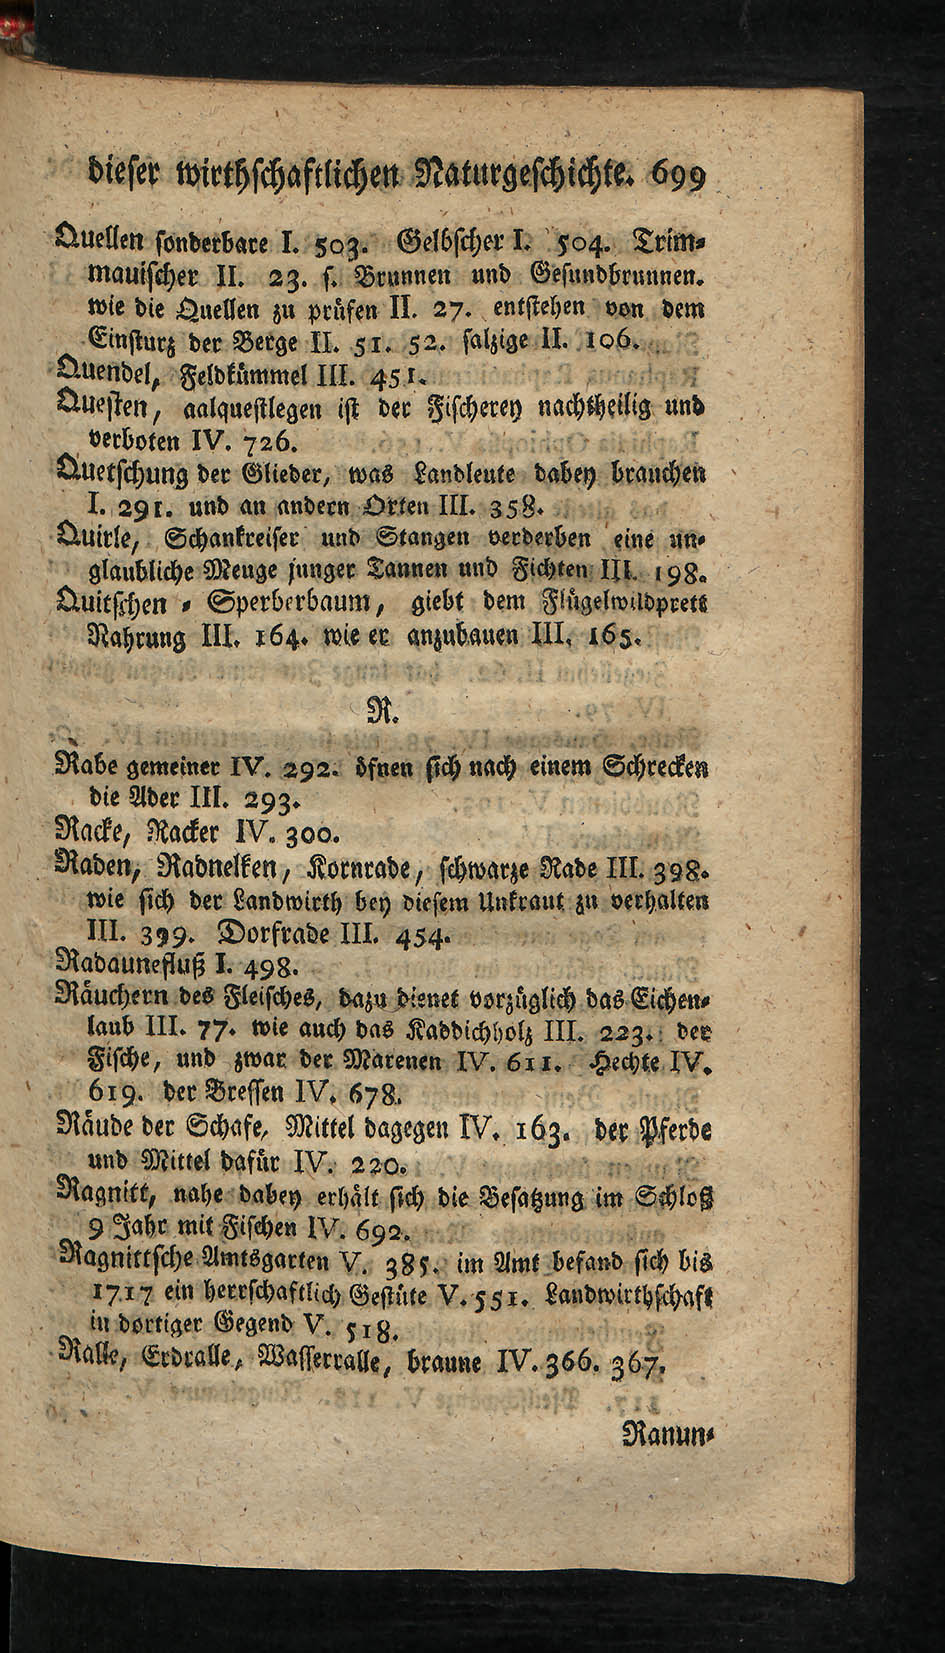 dieser wirthschaftlichen Naturgeschichte. 699
Quellen sonderbare I. 503. Gelbscher I. 504. Trim-
mauischer II. 23. s. Brunnen und Gesundbrunnen.
wie die Quellen zu prüfen II. 27. entstehen von dem
Einsturz der Berge II. 51. 52. salzige II. 106.
Quendel, Feldkümmel III. 451.
Questen, aalquestlegen ist der Fischerey nachtheilig und
verboten IV. 726.
Quetschung der Glieder, was Landleute dabey brauchen
I. 291. und an andern Orten III. 358.
Quirle, Schankreiser und Stangen verderben eine un-
glaubliche Menge junger Tannen und Fichten III. 198.
Quitschen - Sperberbaum, giebt dem Flügelwildprett
Nahrung III. 164. wie er anzubauen III. 165.
R.
Rabe gemeiner IV. 292. öfnen sich nach einem Schrecken
die Ader III. 293.
Racke, Racker IV. 300.
Raden, Radnelken, Kornrade, schwarze Rade III. 398.
wie sich der Landwirth bey diesem Unkraut zu verhalten
III. 399. Dorfrade III. 454.
Radaunefluß I. 498.
Räuchern des Fleisches, dazu dienet vorzüglich das Eichen-
laub III. 77. wie auch das Kaddichholz III. 223. der
Fische, und zwar der Marenen IV. 611. Hechte IV.
619. der Bressen IV. 678.
Räude der Schafe, Mittel dagegen IV. 163. der Pferde
und Mittel dafür IV. 220.
Ragnitt, nahe dabey erhält sich die Besatzung im Schloß
9 Jahr mit Fischen IV. 692.
Ragnittsche Amtsgarten V. 385. im Amt befand sich bis
1717 ein herrschaftlich Gestüte V. 551. Landwirthschaft
in dortiger Gegend V. 518.
Ralle, Erdralle, Wasserralle, braune IV. 366. 367.
Ranun-